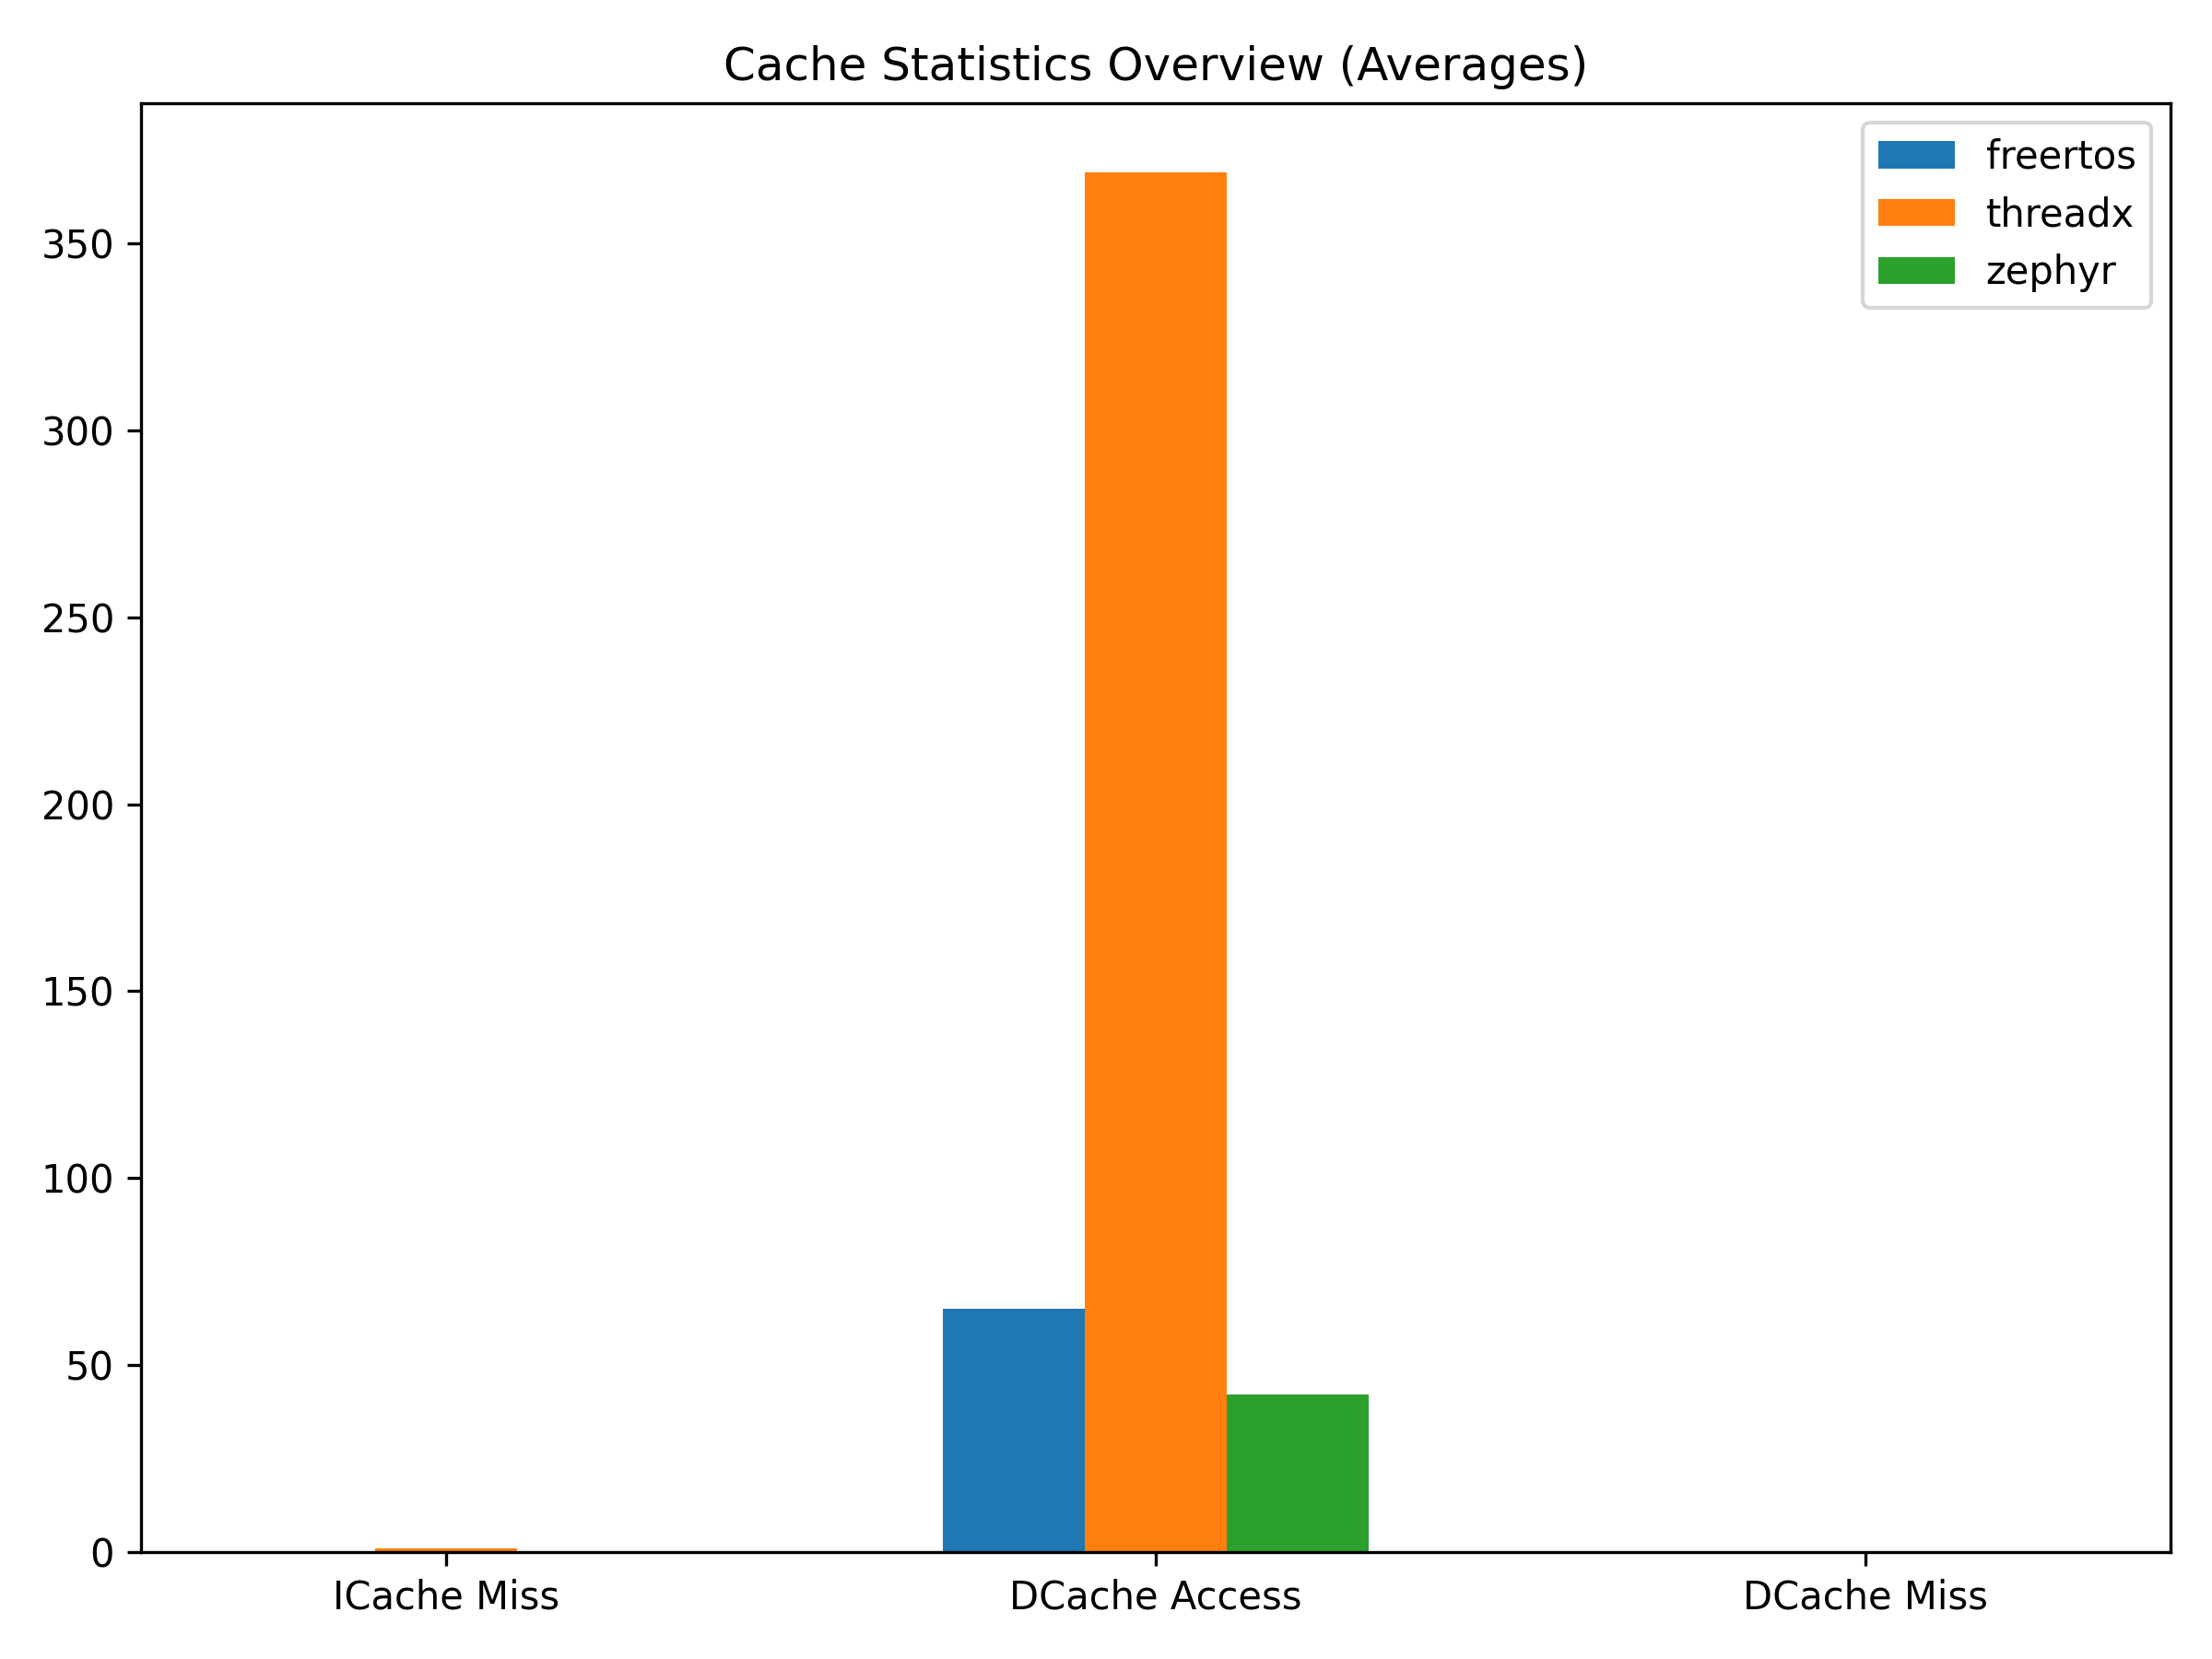 Cache Statistics Overview (Averages)
freertos
threadx
zephyr
350
300
250
200
150
100
50
0
ICache Miss
DCache Access
DCache Miss